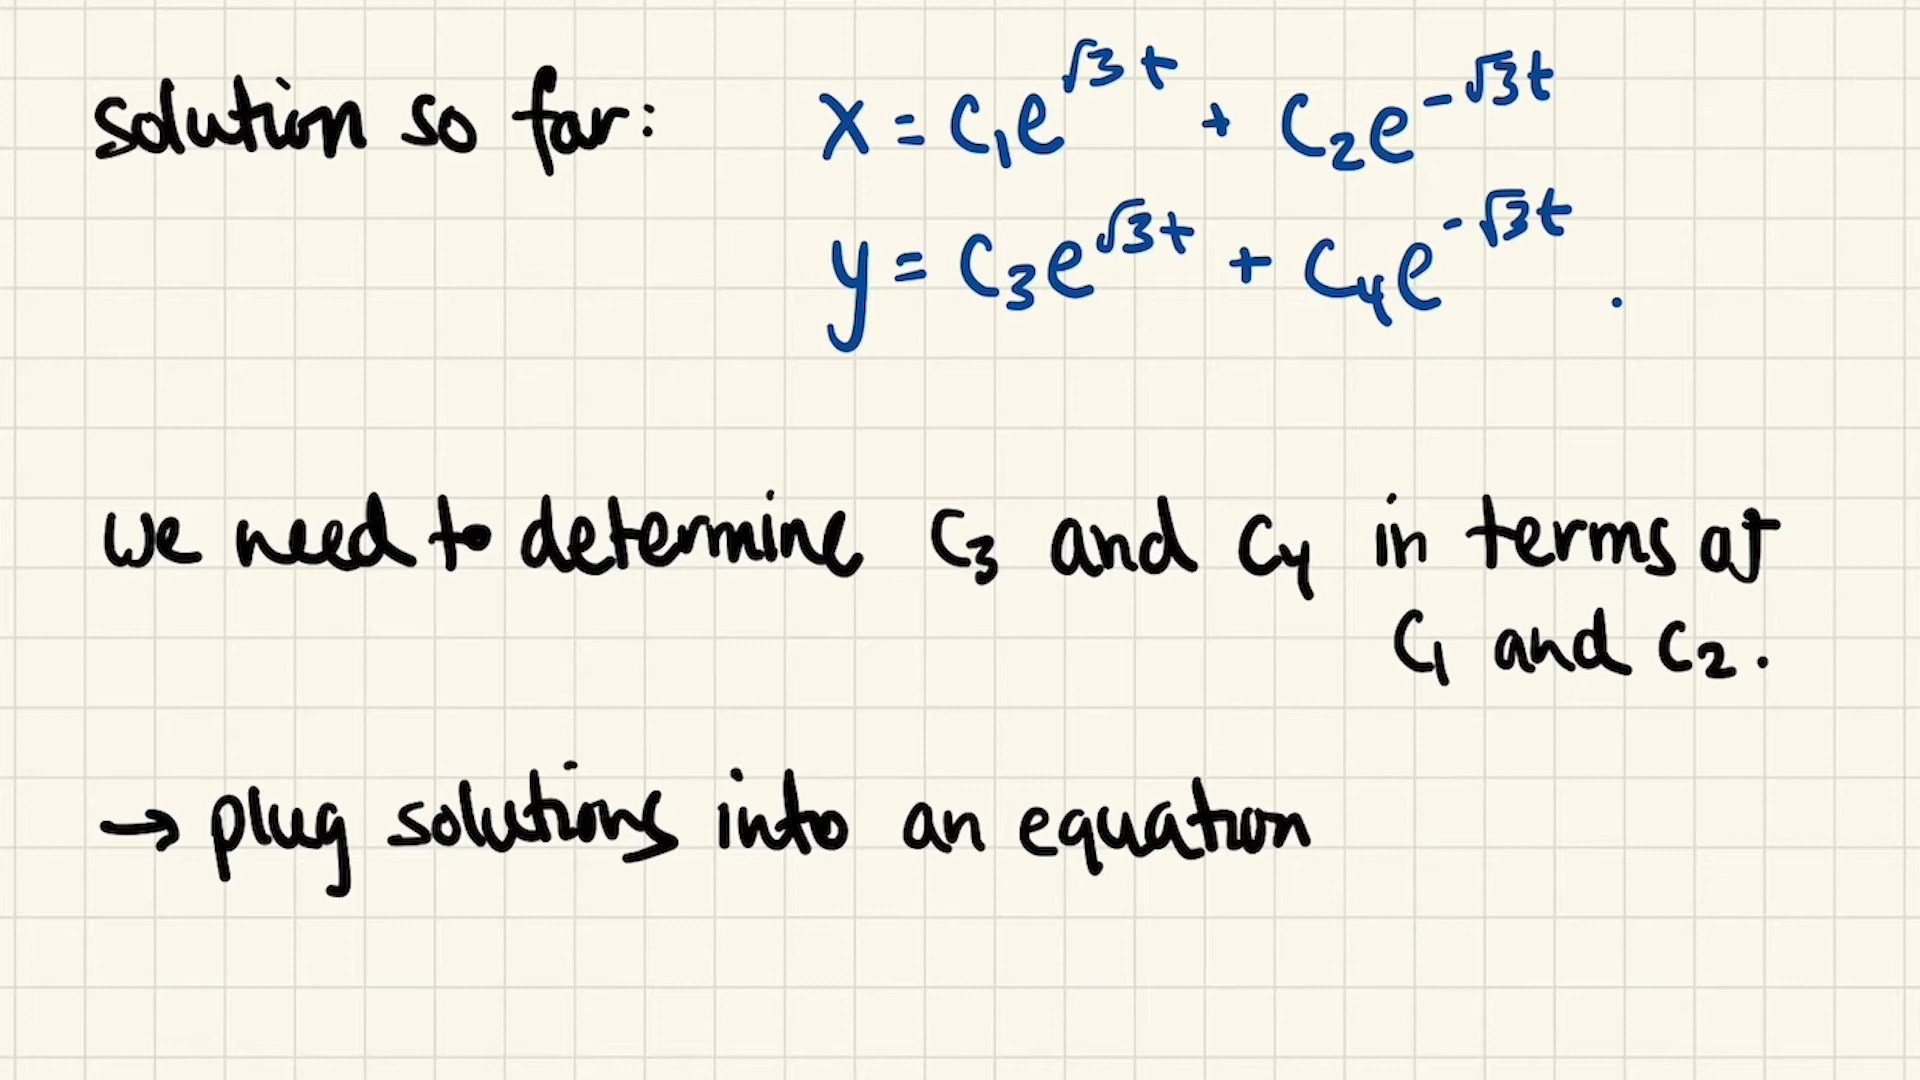 solution so far: x = c₁e^{√3t} + c₂e^{-√3t}
y = c₃e^{√3t} + c₄e^{-√3t} .
we need to determine c₃ and c₄ in terms of
c₁ and c₂.
→ plug solutions into an equation